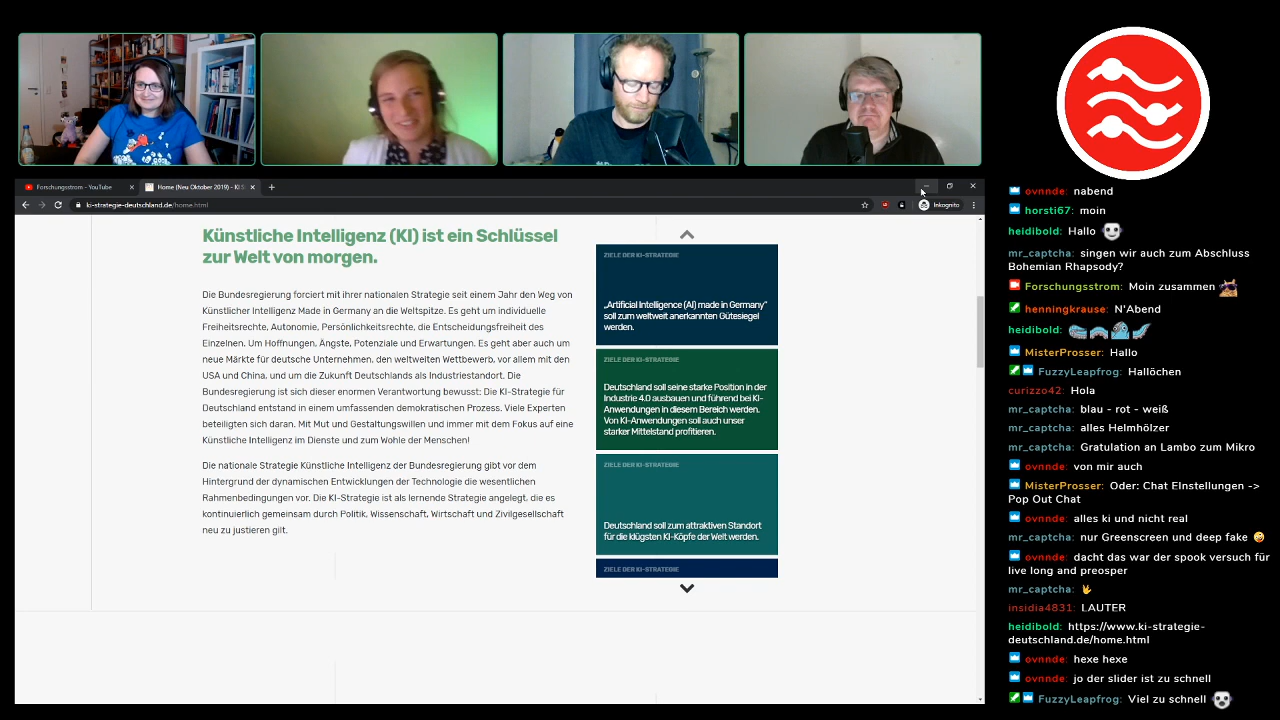 Forschungsstrom - YouTube
Home (Neu Oktober 2019) - KI S
ki-strategie-deutschland.de/home.html
Inkognito
Künstliche Intelligenz (KI) ist ein Schlüssel
zur Welt von morgen.
Die Bundesregierung forciert mit ihrer nationalen Strategie seit einem Jahr den Weg von
Künstlicher Intelligenz Made in Germany an die Weltspitze. Es geht um individuelle
Freiheitsrechte, Autonomie, Persönlichkeitsrechte, die Entscheidungsfreiheit des
Einzelnen. Um Hoffnungen, Ängste, Potenziale und Erwartungen. Es geht aber auch um
neue Märkte für deutsche Unternehmen, den weltweiten Wettbewerb, vor allem mit den
USA und China, und um die Zukunft Deutschlands als Industriestandort. Die
Bundesregierung ist sich dieser enormen Verantwortung bewusst: Die KI-Strategie für
Deutschland entstand in einem umfassenden demokratischen Prozess. Viele Experten
beteiligten sich daran. Mit Mut und Gestaltungswillen und immer mit dem Fokus auf eine
Künstliche Intelligenz im Dienste und zum Wohle der Menschen!
Die nationale Strategie Künstliche Intelligenz der Bundesregierung gibt vor dem
Hintergrund der dynamischen Entwicklungen der Technologie die wesentlichen
Rahmenbedingungen vor. Die KI-Strategie ist als lernende Strategie angelegt, die es
kontinuierlich gemeinsam durch Politik, Wissenschaft, Wirtschaft und Zivilgesellschaft
neu zu justieren gilt.
ZIELE DER KI-STRATEGIE
„Artificial Intelligence (AI) made in Germany"
soll zum weltweit anerkannten Gütesiegel
werden.
ZIELE DER KI-STRATEGIE
Deutschland soll seine starke Position in der
Industrie 4.0 ausbauen und führend bei KI-
Anwendungen in diesem Bereich werden.
Von KI-Anwendungen soll auch unser
starker Mittelstand profitieren.
ZIELE DER KI-STRATEGIE
Deutschland soll zum attraktiven Standort
für die klügsten KI-Köpfe der Welt werden.
ZIELE DER KI-STRATEGIE
ovnnde: nabend
horsti67: moin
heidibold: Hallo
mr_captcha: singen wir auch zum Abschluss
Bohemian Rhapsody?
Forschungsstrom: Moin zusammen
henningkrause: N'Abend
heidibold:
MisterProsser: Hallo
FuzzyLeapfrog: Hallöchen
curizzo42: Hola
mr_captcha: blau - rot - weiß
mr_captcha: alles Helmhölzer
mr_captcha: Gratulation an Lambo zum Mikro
ovnnde: von mir auch
MisterProsser: Oder: Chat EInstellungen ->
Pop Out Chat
ovnnde: alles ki und nicht real
mr_captcha: nur Greenscreen und deep fake 🤪
ovnnde: dacht das war der spook versuch für
live long and preosper
mr_captcha: 🖖
insidia4831: LAUTER
heidibold: https://www.ki-strategie-
deutschland.de/home.html
ovnnde: hexe hexe
ovnnde: jo der slider ist zu schnell
FuzzyLeapfrog: Viel zu schnell